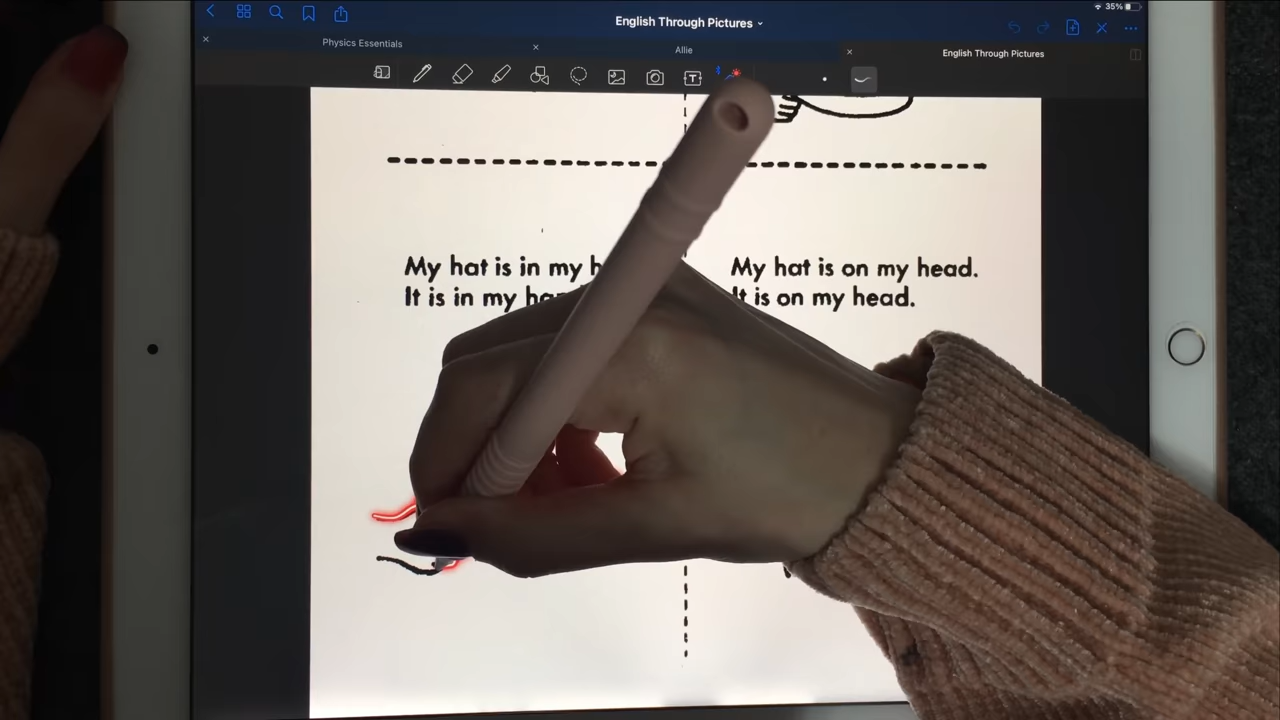 35%
English Through Pictures
Physics Essentials
Allie
English Through Pictures
T
My hat is in my
It is in my
My hat is on my head.
It is on my head.